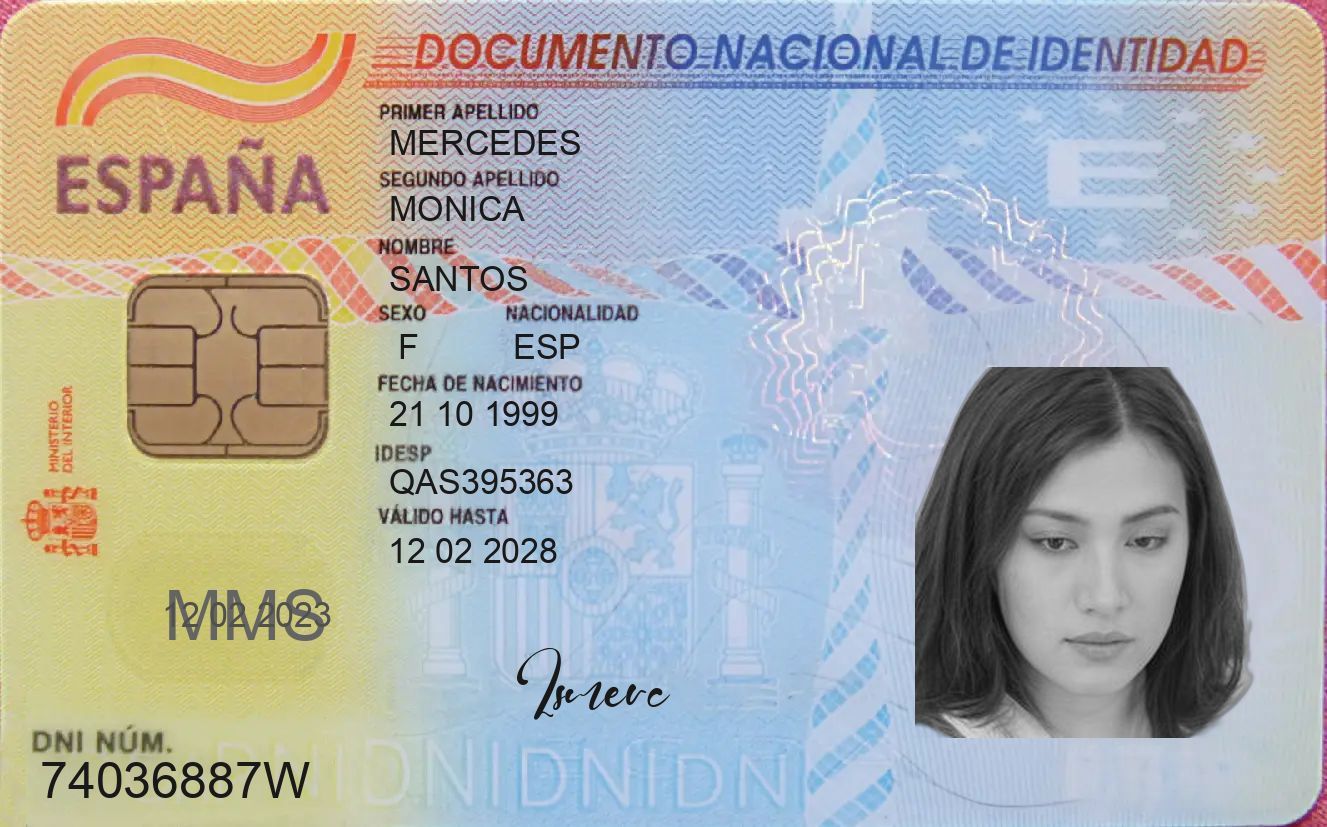 DOCUMENTO NACIONAL DE IDENTIDAD
ESPAÑA
PRIMER APELLIDO
MERCEDES
SEGUNDO APELLIDO
MONICA
NOMBRE
SANTOS
SEXO NACIONALIDAD
F ESP
FECHA DE NACIMIENTO
21 10 1999
IDESP
QAS395363
VÁLIDO HASTA
12 02 2028
MINISTERIO
DEL INTERIOR
E
MMS
12 02 2023
DNI NÚM.
74036887W
DNIDNIDNIDNI